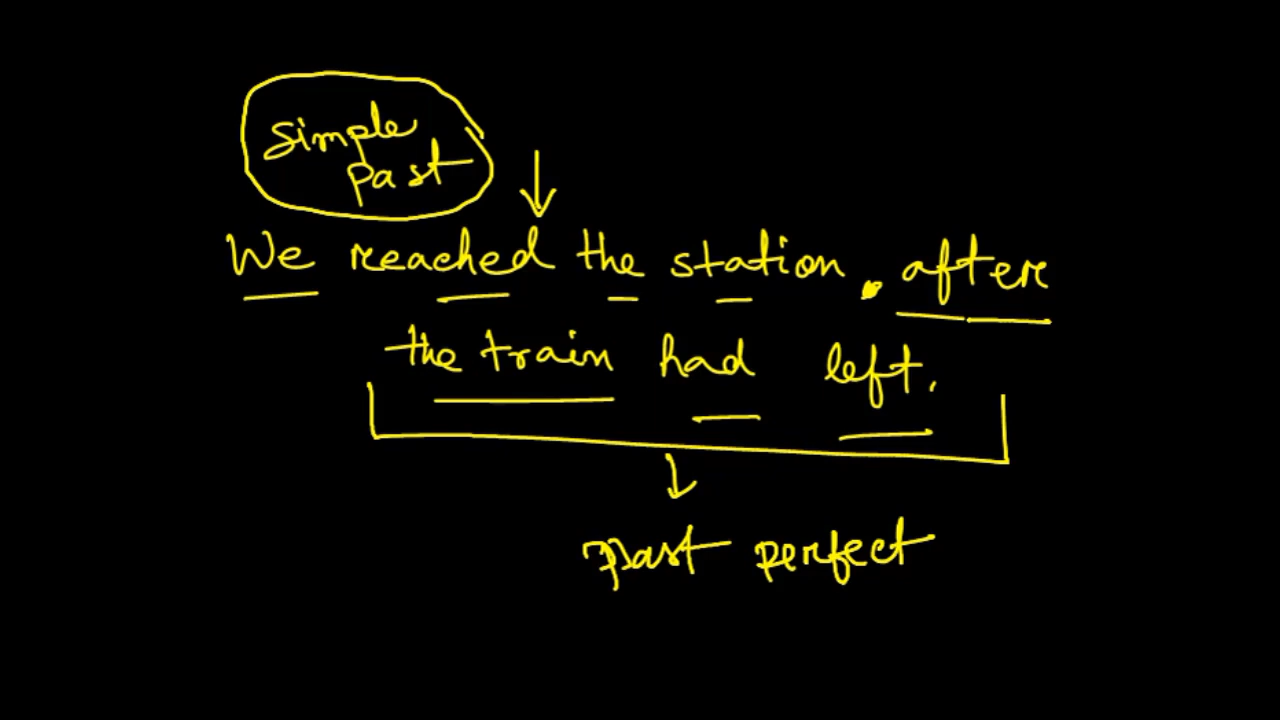 Simple
past
We reached the station. after
the train had left.
past perfect